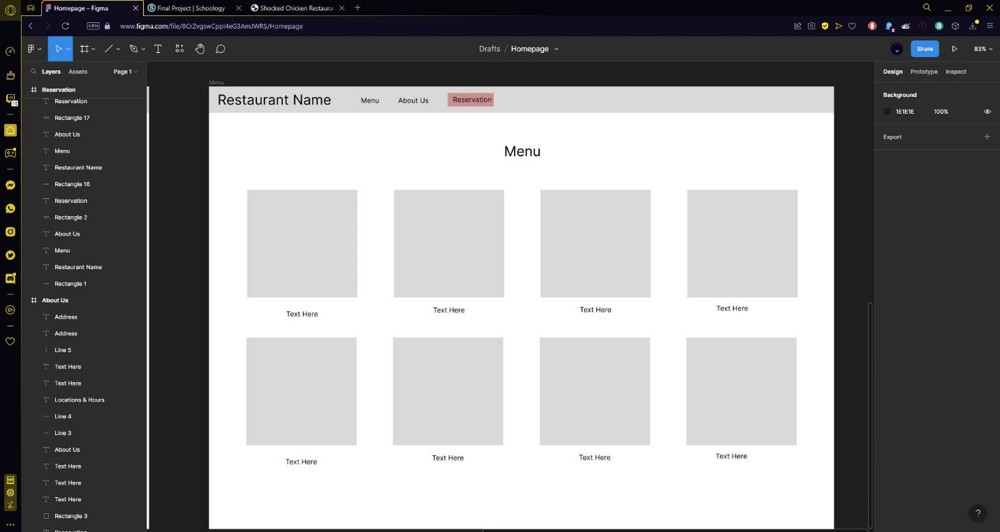 Homepage – Figma
Final Project | Schoology
Shocked Chicken Restaurar
VPN
www.figma.com/file/8CrZvgswCppI4eG3AmJWRS/Homepage
Drafts / Homepage
Share
83%
Layers
Assets
Page 1
Design
Prototype
Inspect
Reservation
Reservation
Rectangle 17
About Us
Menu
Restaurant Name
Rectangle 16
Reservation
Rectangle 2
About Us
Menu
Restaurant Name
Rectangle 1
About Us
Address
Address
Line 5
Text Here
Text Here
Locations & Hours
Line 4
Line 3
About Us
Text Here
Text Here
Text Here
Rectangle 3
Menu
Restaurant Name
Menu
About Us
Reservation
Menu
Text Here
Text Here
Text Here
Text Here
Text Here
Text Here
Text Here
Text Here
Background
1E1E1E
100%
Export
?